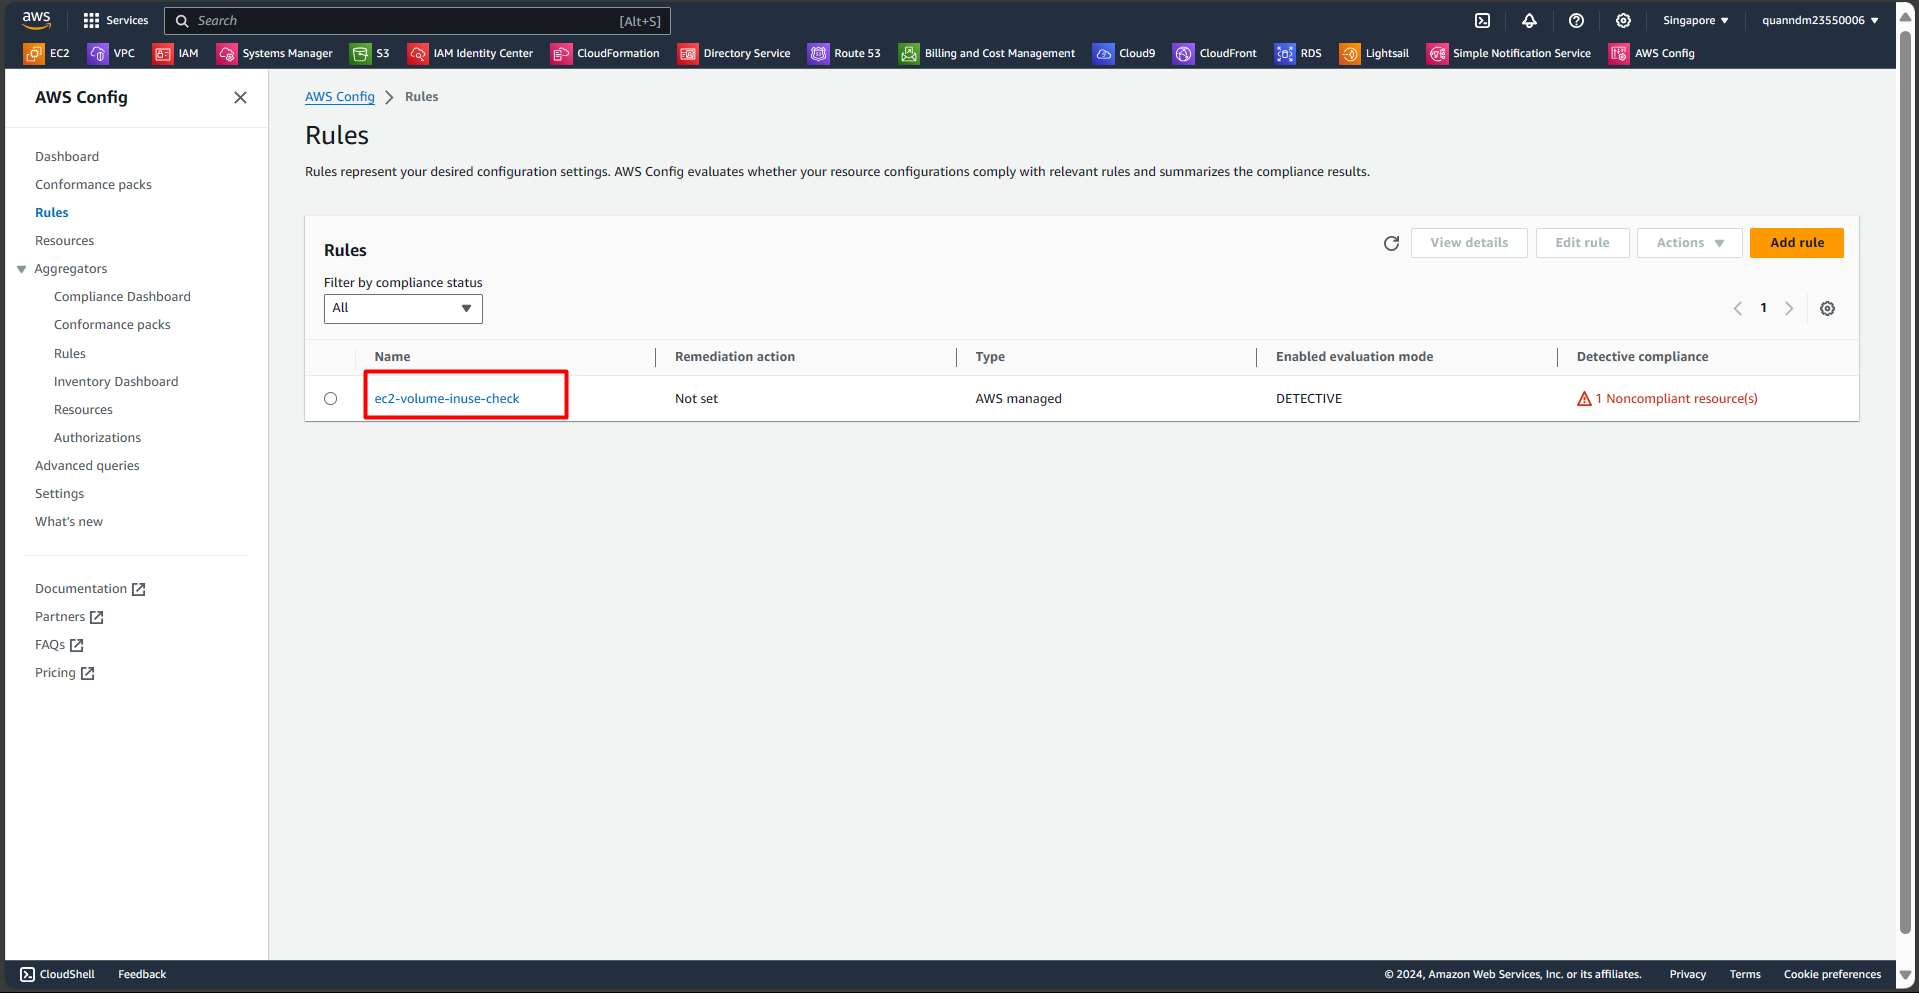 aws
Services
Search
[Alt+S]
Singapore
quanndm23550006
EC2
VPC
IAM
Systems Manager
S3
IAM Identity Center
CloudFormation
Directory Service
Route 53
Billing and Cost Management
Cloud9
CloudFront
RDS
Lightsail
Simple Notification Service
AWS Config
AWS Config
Dashboard
Conformance packs
Rules
Resources
Aggregators
Compliance Dashboard
Conformance packs
Rules
Inventory Dashboard
Resources
Authorizations
Advanced queries
Settings
What's new
Documentation
Partners
FAQs
Pricing
AWS Config
Rules
Rules
Rules represent your desired configuration settings. AWS Config evaluates whether your resource configurations comply with relevant rules and summarizes the compliance results.
Rules
View details
Edit rule
Actions
Add rule
Filter by compliance status
All
1
Name
Remediation action
Type
Enabled evaluation mode
Detective compliance
ec2-volume-inuse-check
Not set
AWS managed
DETECTIVE
1 Noncompliant resource(s)
CloudShell
Feedback
© 2024, Amazon Web Services, Inc. or its affiliates.
Privacy
Terms
Cookie preferences